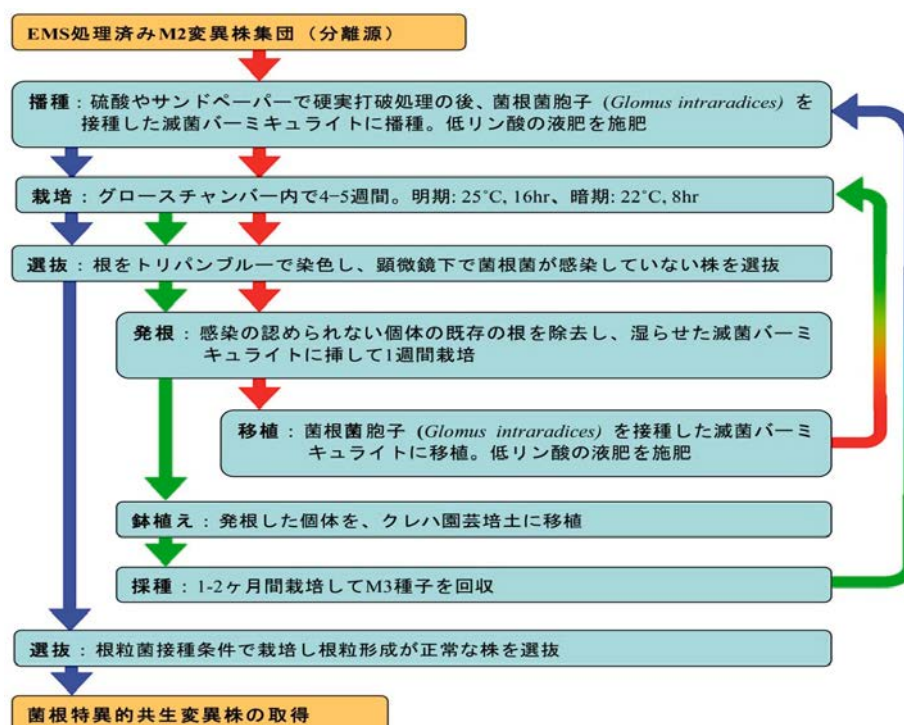 EMS処理済みM2変異株集団（分離源）
播種：硫酸やサンドペーパーで硬実打破処理の後、菌根菌胞子 (Glomus intraradices) を
接種した滅菌バーミキュライトに播種。低リン酸の液肥を施肥
栽培：グロースチャンバー内で4−5週間。明期: 25˚C, 16hr、暗期: 22˚C, 8hr
選抜：根をトリパンブルーで染色し、顕微鏡下で菌根菌が感染していない株を選抜
発根：感染の認められない個体の既存の根を除去し、湿らせた滅菌バーミ
キュライトに挿して1週間栽培
移植：菌根菌胞子 (Glomus intraradices) を接種した滅菌バーミ
キュライトに移植。低リン酸の液肥を施肥
鉢植え：発根した個体を、クレハ園芸培土に移植
採種：1-2ヶ月間栽培してM3種子を回収
選抜：根粒菌接種条件で栽培し根粒形成が正常な株を選抜
菌根特異的共生変異株の取得